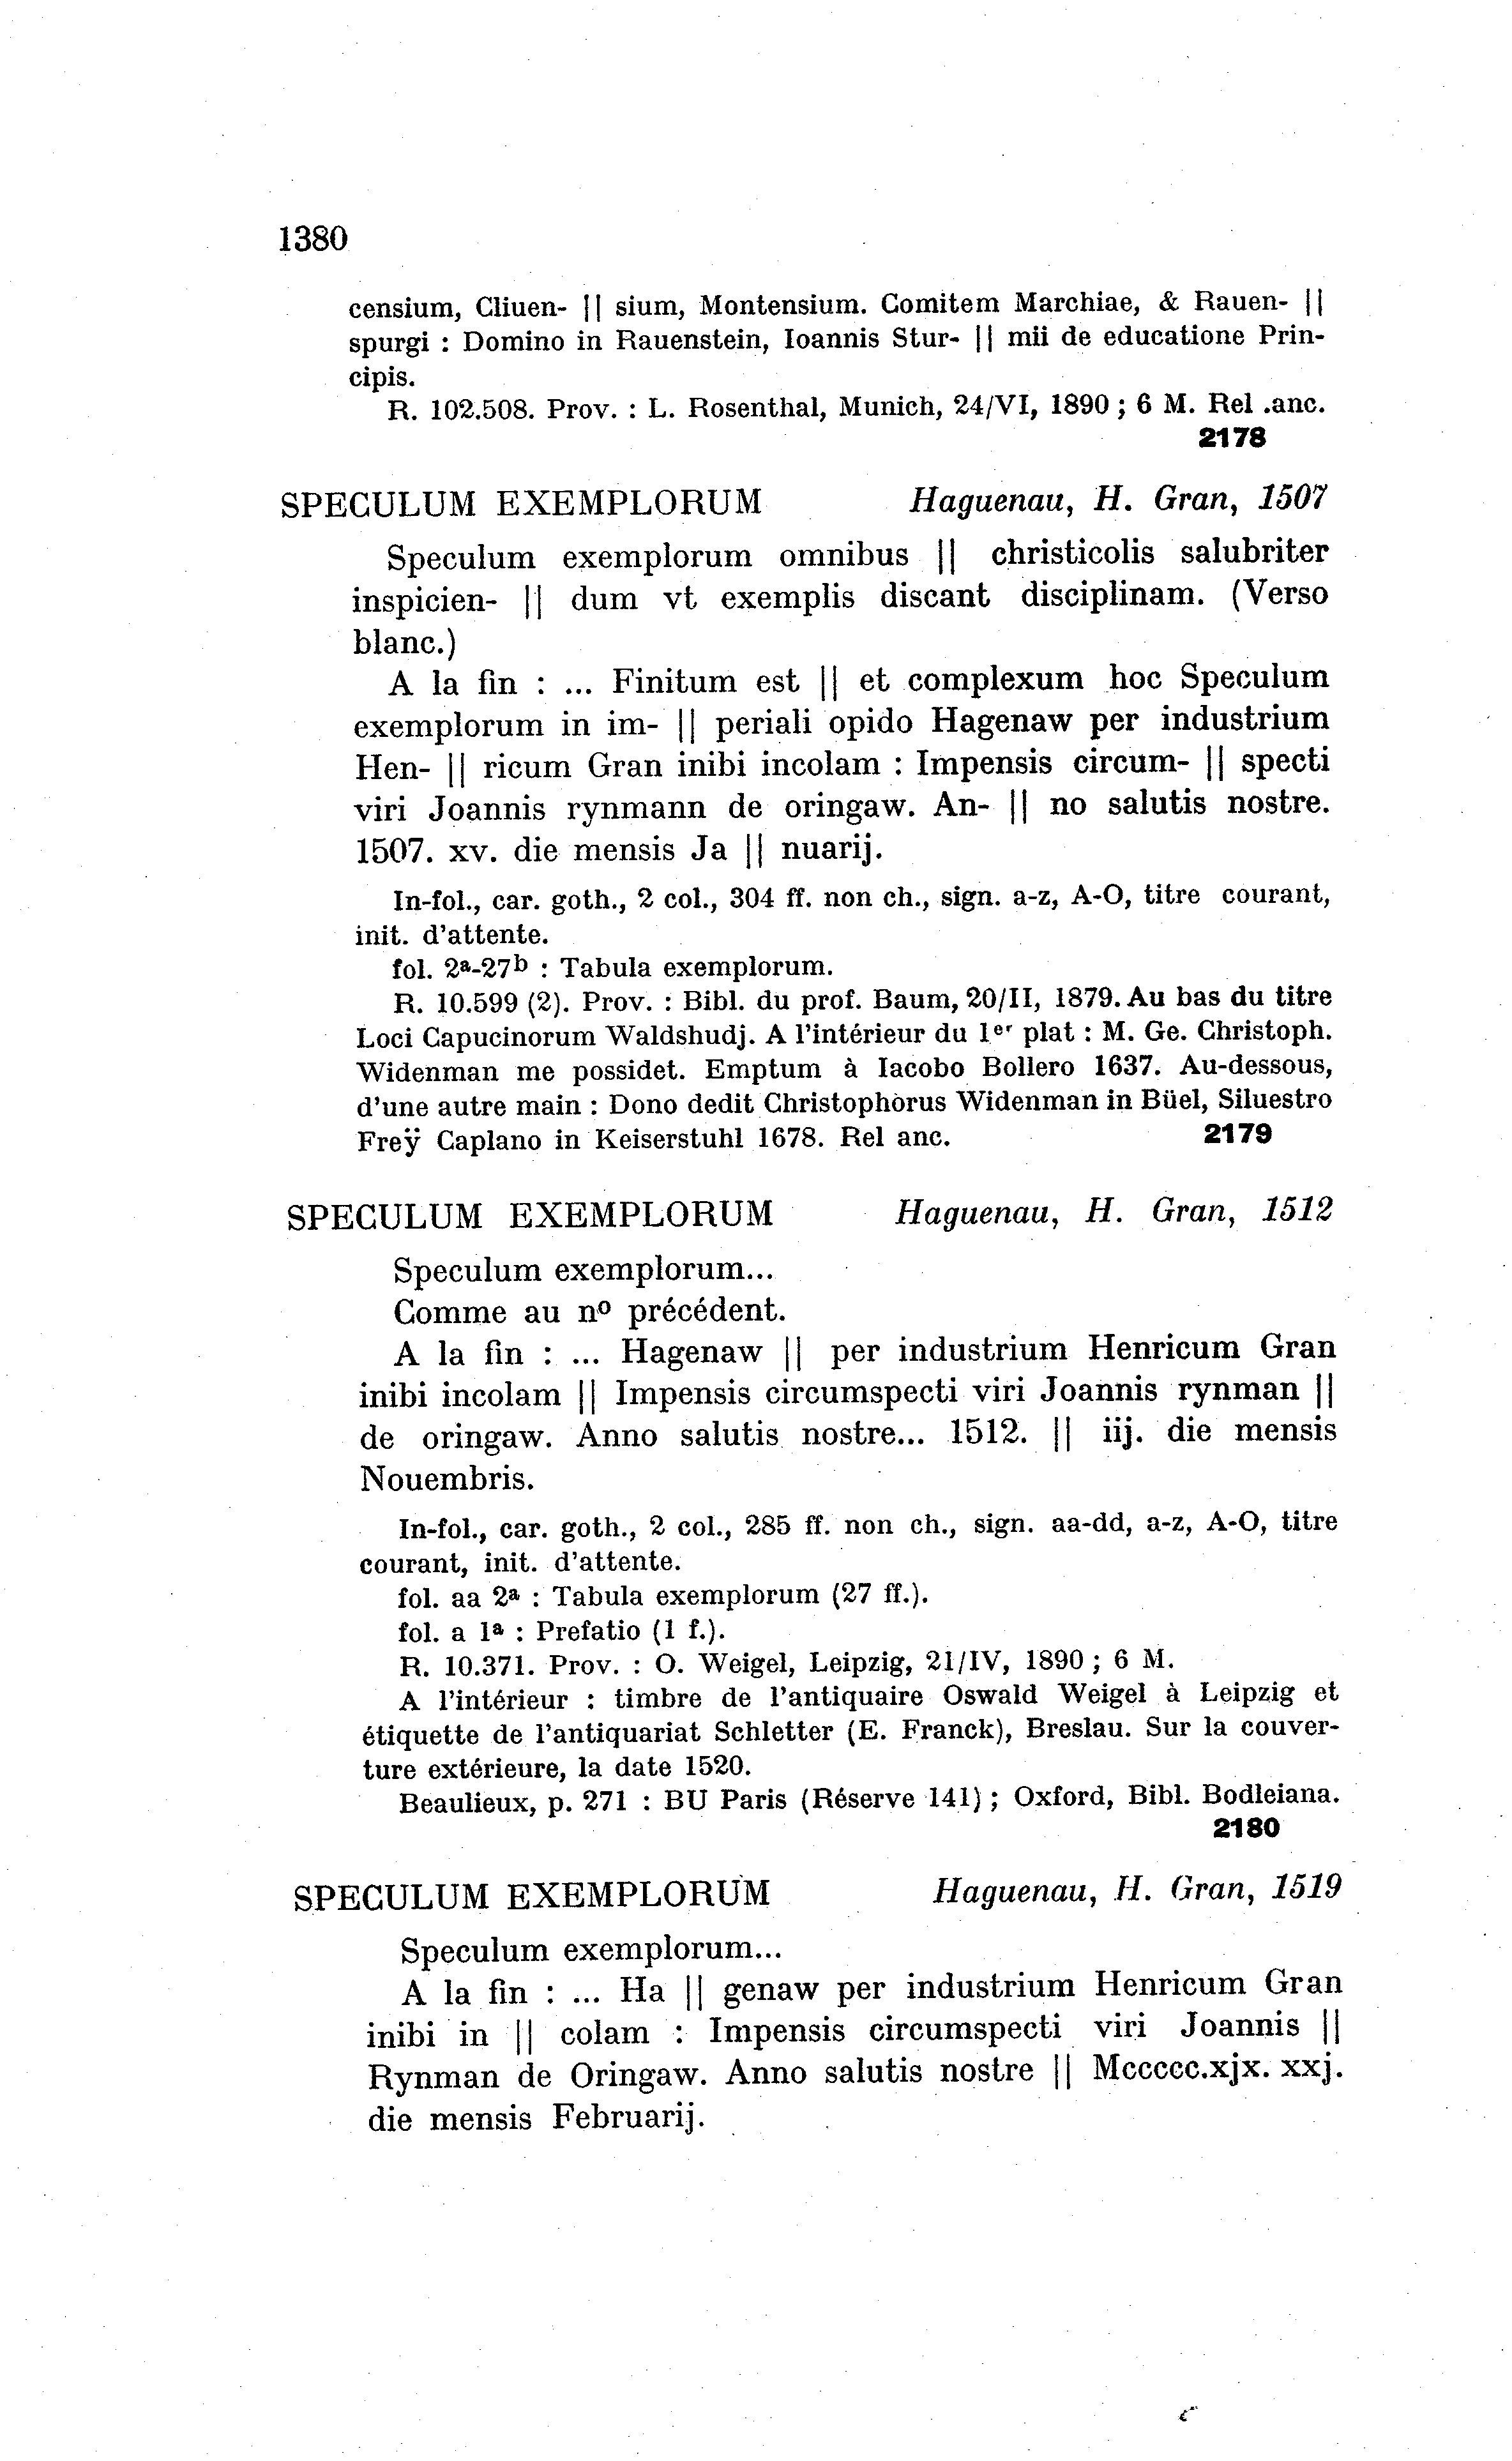 1380
censium, Cliuen- || sium, Montensium. Comitem Marchiae, & Rauen- ||
spurgi : Domino in Rauenstein, Ioannis Stur- || mii de educatione Prin-
cipis.
R. 102.508. Prov. : L. Rosenthal, Munich, 24/VI, 1890 ; 6 M. Rel .anc.
2178
SPECULUM EXEMPLORUM Haguenau, H. Gran, 1507
Speculum exemplorum omnibus || christicolis salubriter
inspicien- || dum vt exemplis discant disciplinam. (Verso
blanc.)
A la fin : ... Finitum est || et complexum hoc Speculum
exemplorum in im- || periali opido Hagenaw per industrium
Hen- || ricum Gran inibi incolam : Impensis circum- || specti
viri Joannis rynmann de oringaw. An- || no salutis nostre.
1507. xv. die mensis Ja || nuarij.
In-fol., car. goth., 2 col., 304 ff. non ch., sign. a-z, A-O, titre courant,
init. d'attente.
fol. 2ª-27ᵇ : Tabula exemplorum.
R. 10.599 (2). Prov. : Bibl. du prof. Baum, 20/II, 1879. Au bas du titre
Loci Capucinorum Waldshudj. A l'intérieur du 1ᵉʳ plat : M. Ge. Christoph.
Widenman me possidet. Emptum à Iacobo Bollero 1637. Au-dessous,
d'une autre main : Dono dedit Christophorus Widenman in Büel, Siluestro
Freÿ Caplano in Keiserstuhl 1678. Rel anc. 2179
SPECULUM EXEMPLORUM Haguenau, H. Gran, 1512
Speculum exemplorum...
Comme au nº précédent.
A la fin : ... Hagenaw || per industrium Henricum Gran
inibi incolam || Impensis circumspecti viri Joannis rynman ||
de oringaw. Anno salutis nostre... 1512. || iij. die mensis
Nouembris.
In-fol., car. goth., 2 col., 285 ff. non ch., sign. aa-dd, a-z, A-O, titre
courant, init. d'attente.
fol. aa 2ª : Tabula exemplorum (27 ff.).
fol. a 1ª : Prefatio (1 f.).
R. 10.371. Prov. : O. Weigel, Leipzig, 21/IV, 1890 ; 6 M.
A l'intérieur : timbre de l'antiquaire Oswald Weigel à Leipzig et
étiquette de l'antiquariat Schletter (E. Franck), Breslau. Sur la couver-
ture extérieure, la date 1520.
Beaulieux, p. 271 : BU Paris (Réserve 141) ; Oxford, Bibl. Bodleiana.
2180
SPECULUM EXEMPLORUM Haguenau, H. Gran, 1519
Speculum exemplorum...
A la fin : ... Ha || genaw per industrium Henricum Gran
inibi in || colam : Impensis circumspecti viri Joannis ||
Rynman de Oringaw. Anno salutis nostre || Mccccc.xjx. xxj.
die mensis Februarij.